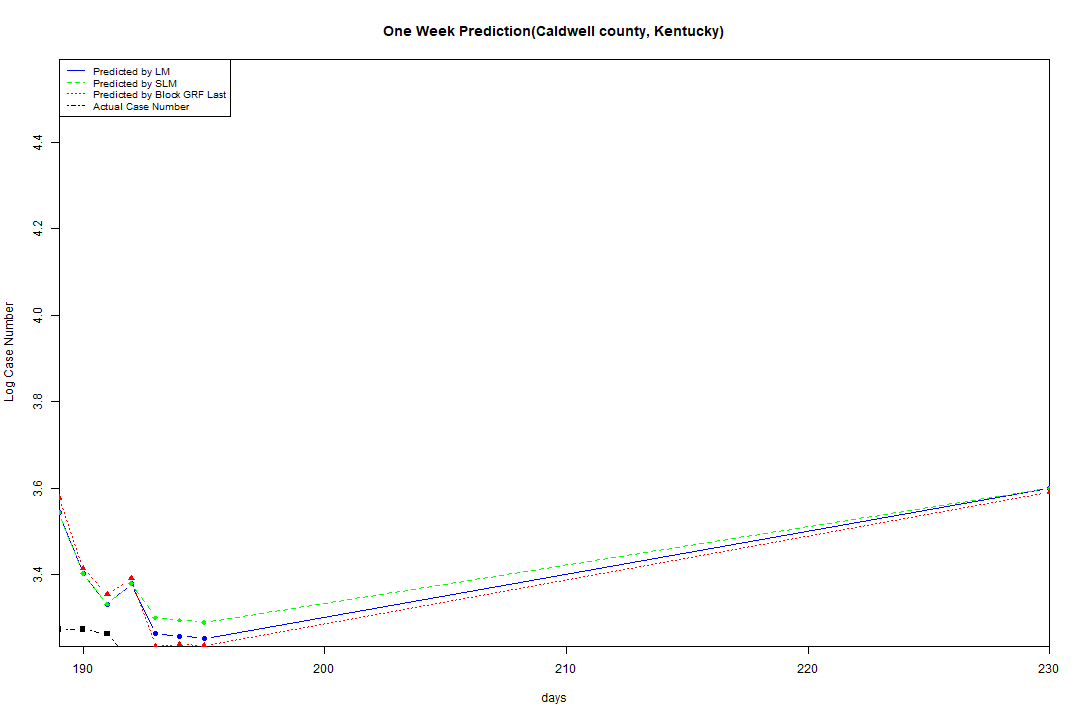 One Week Prediction(Caldwell county, Kentucky)
Predicted by LM
Predicted by SLM
Predicted by Block GRF Last
Actual Case Number
4.4
4.2
4.0
3.8
3.6
3.4
Log Case Number
190
200
210
220
230
days